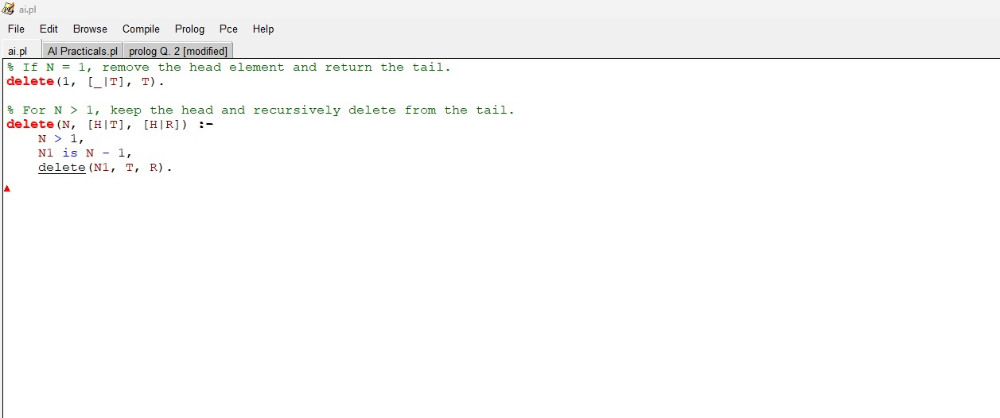 ai.pl
File Edit Browse Compile Prolog Pce Help
ai.pl AI Practicals.pl prolog Q. 2 [modified]
% If N = 1, remove the head element and return the tail.
delete(1, [_|T], T).
% For N > 1, keep the head and recursively delete from the tail.
delete(N, [H|T], [H|R]) :-
    N > 1,
    N1 is N - 1,
    delete(N1, T, R).